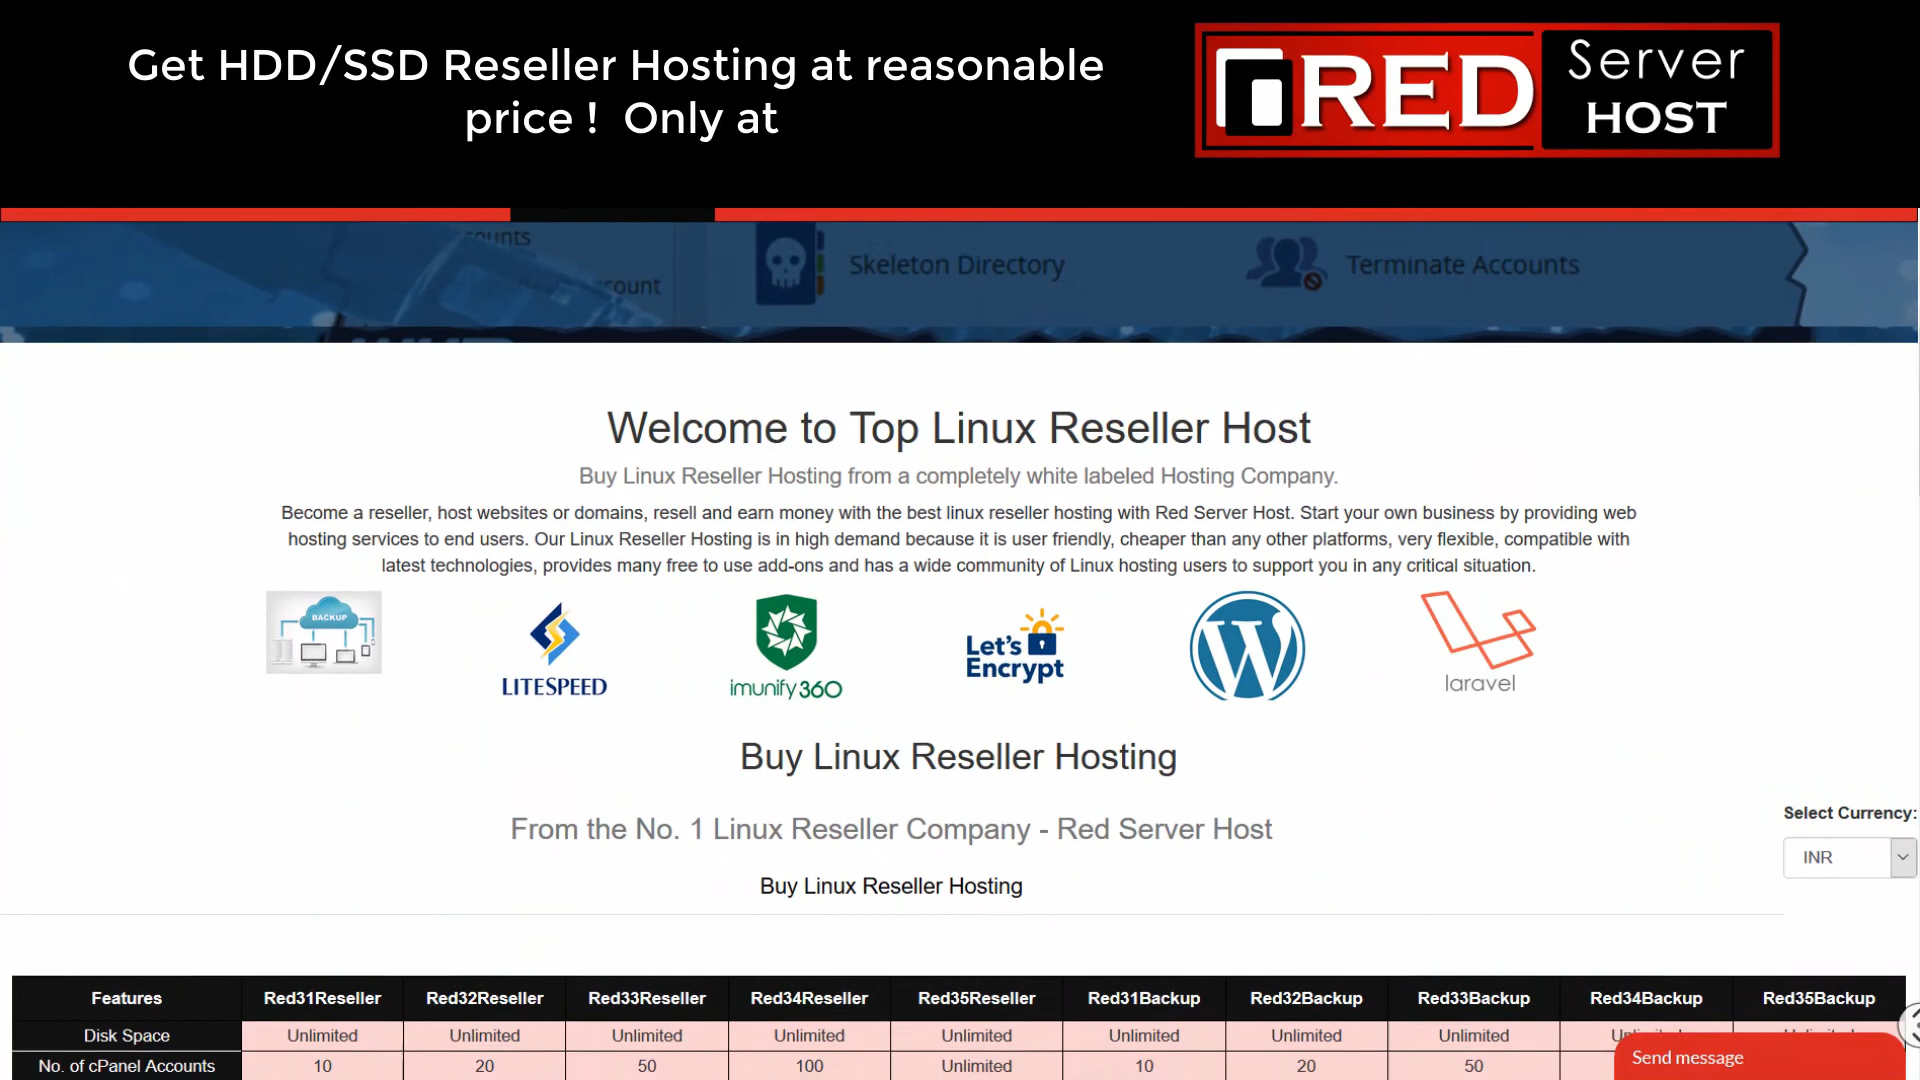 Get HDD/SSD Reseller Hosting at reasonable
price ! Only at
RED
Server
HOST
Skeleton Directory
Terminate Accounts
Welcome to Top Linux Reseller Host
Buy Linux Reseller Hosting from a completely white labeled Hosting Company.
Become a reseller, host websites or domains, resell and earn money with the best linux reseller hosting with Red Server Host. Start your own business by providing web
hosting services to end users. Our Linux Reseller Hosting is in high demand because it is user friendly, cheaper than any other platforms, very flexible, compatible with
latest technologies, provides many free to use add-ons and has a wide community of Linux hosting users to support you in any critical situation.
BACKUP
LITESPEED
imunify360
Let's
Encrypt
laravel
Buy Linux Reseller Hosting
From the No. 1 Linux Reseller Company - Red Server Host
Select Currency:
INR
Buy Linux Reseller Hosting
Features Red31Reseller Red32Reseller Red33Reseller Red34Reseller Red35Reseller Red31Backup Red32Backup Red33Backup Red34Backup Red35Backup
Disk Space Unlimited Unlimited Unlimited Unlimited Unlimited Unlimited Unlimited Unlimited
No. of cPanel Accounts 10 20 50 100 Unlimited 10 20 50
Send message